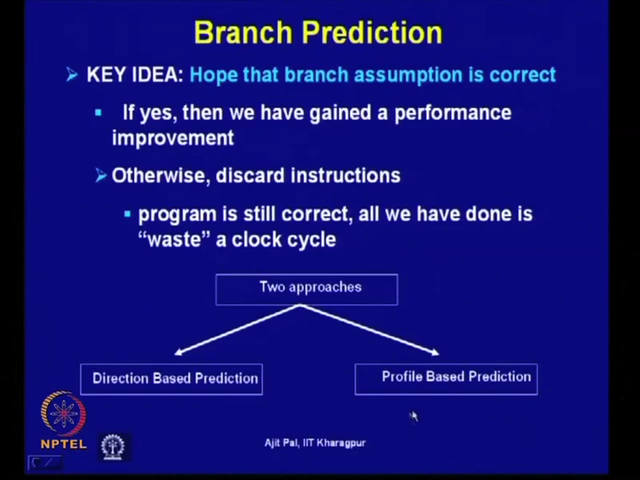 Branch Prediction
KEY IDEA: Hope that branch assumption is correct
If yes, then we have gained a performance
improvement
Otherwise, discard instructions
program is still correct, all we have done is
“waste” a clock cycle
Two approaches
Direction Based Prediction
Profile Based Prediction
NPTEL
Ajit Pal, IIT Kharagpur